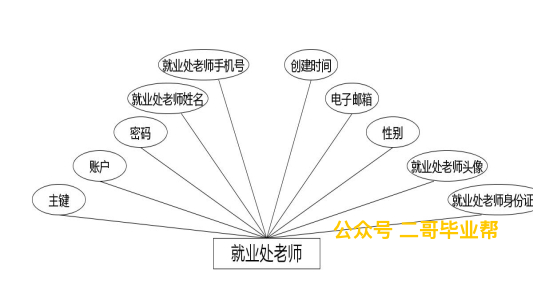 就业处老师手机号
创建时间
就业处老师姓名
电子邮箱
密码
性别
账户
就业处老师头像
主键
就业处老师身份证
公众号 二哥毕业帮
就业处老师